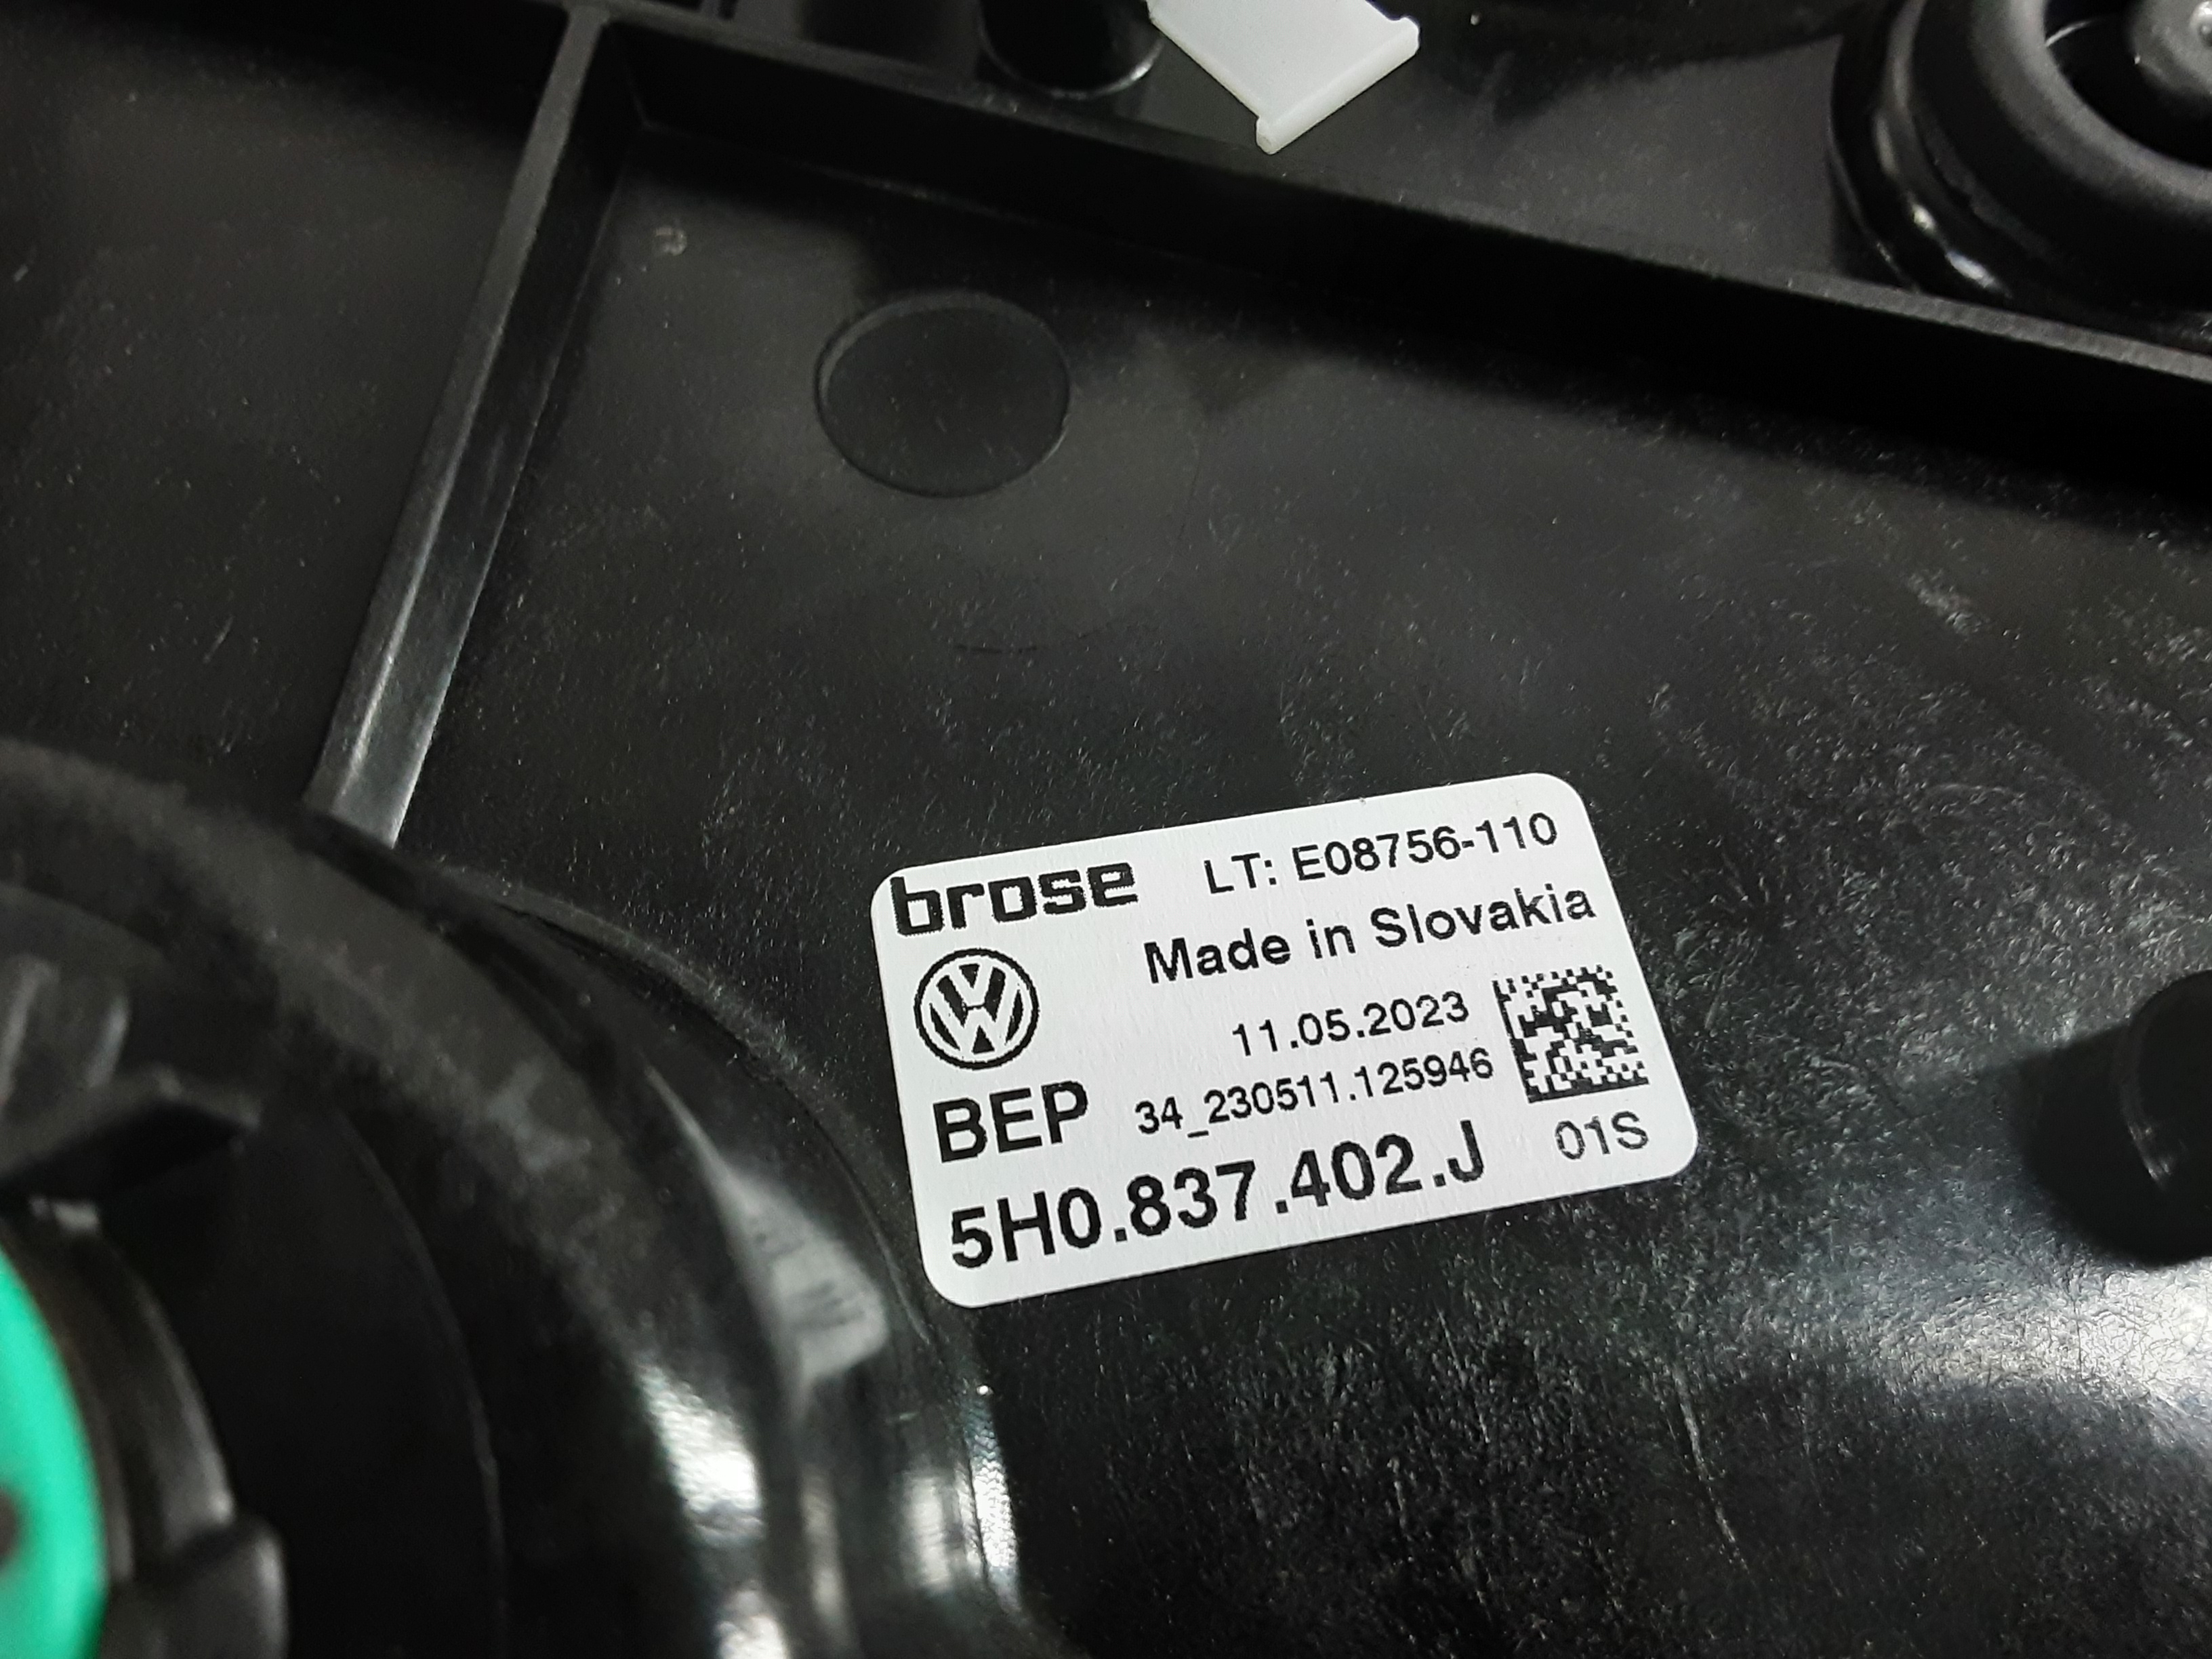 brose LT: E08756-110
Made in Slovakia
11.05.2023
BEP 34_230511.125946
5H0.837.402.J 01S